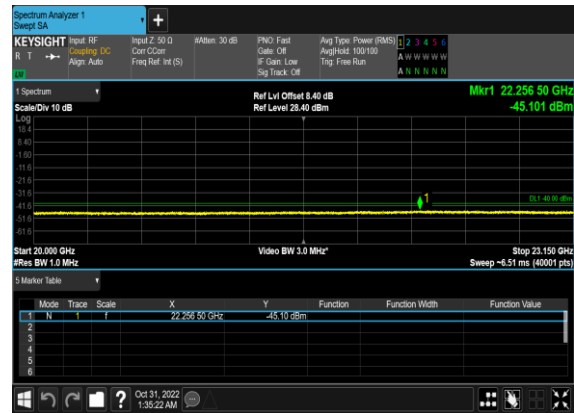 Spectrum Analyzer 1
Swept SA
KEYSIGHT Input: RF Input Z: 50 Ω #Atten: 30 dB PNO: Fast Avg Type: Power (RMS) 1 2 3 4 5 6
R T Coupling: DC Corr CCorr Gate: Off Avg|Hold: 100/100 A W W W W W
Align: Auto Freq Ref: Int (S) IF Gain: Low Trig: Free Run
Sig Track: Off A N N N N N
1 Spectrum Ref Lvl Offset 8.40 dB Mkr1 22.256 50 GHz
Scale/Div 10 dB Ref Level 28.40 dBm -45.101 dBm
Log
18.4
8.40
-1.60
-11.6
-21.6
-31.6
1
DL1 -40.00 dBm
-41.6
-51.6
-61.6
Start 20.000 GHz Video BW 3.0 MHz* Stop 23.150 GHz
#Res BW 1.0 MHz Sweep ~6.51 ms (40001 pts)
5 Marker Table
Mode Trace Scale X Y Function Function Width Function Value
1 N 1 f 22.256 50 GHz -45.10 dBm
2
3
4
5
6
? Oct 31, 2022
1:35:22 AM